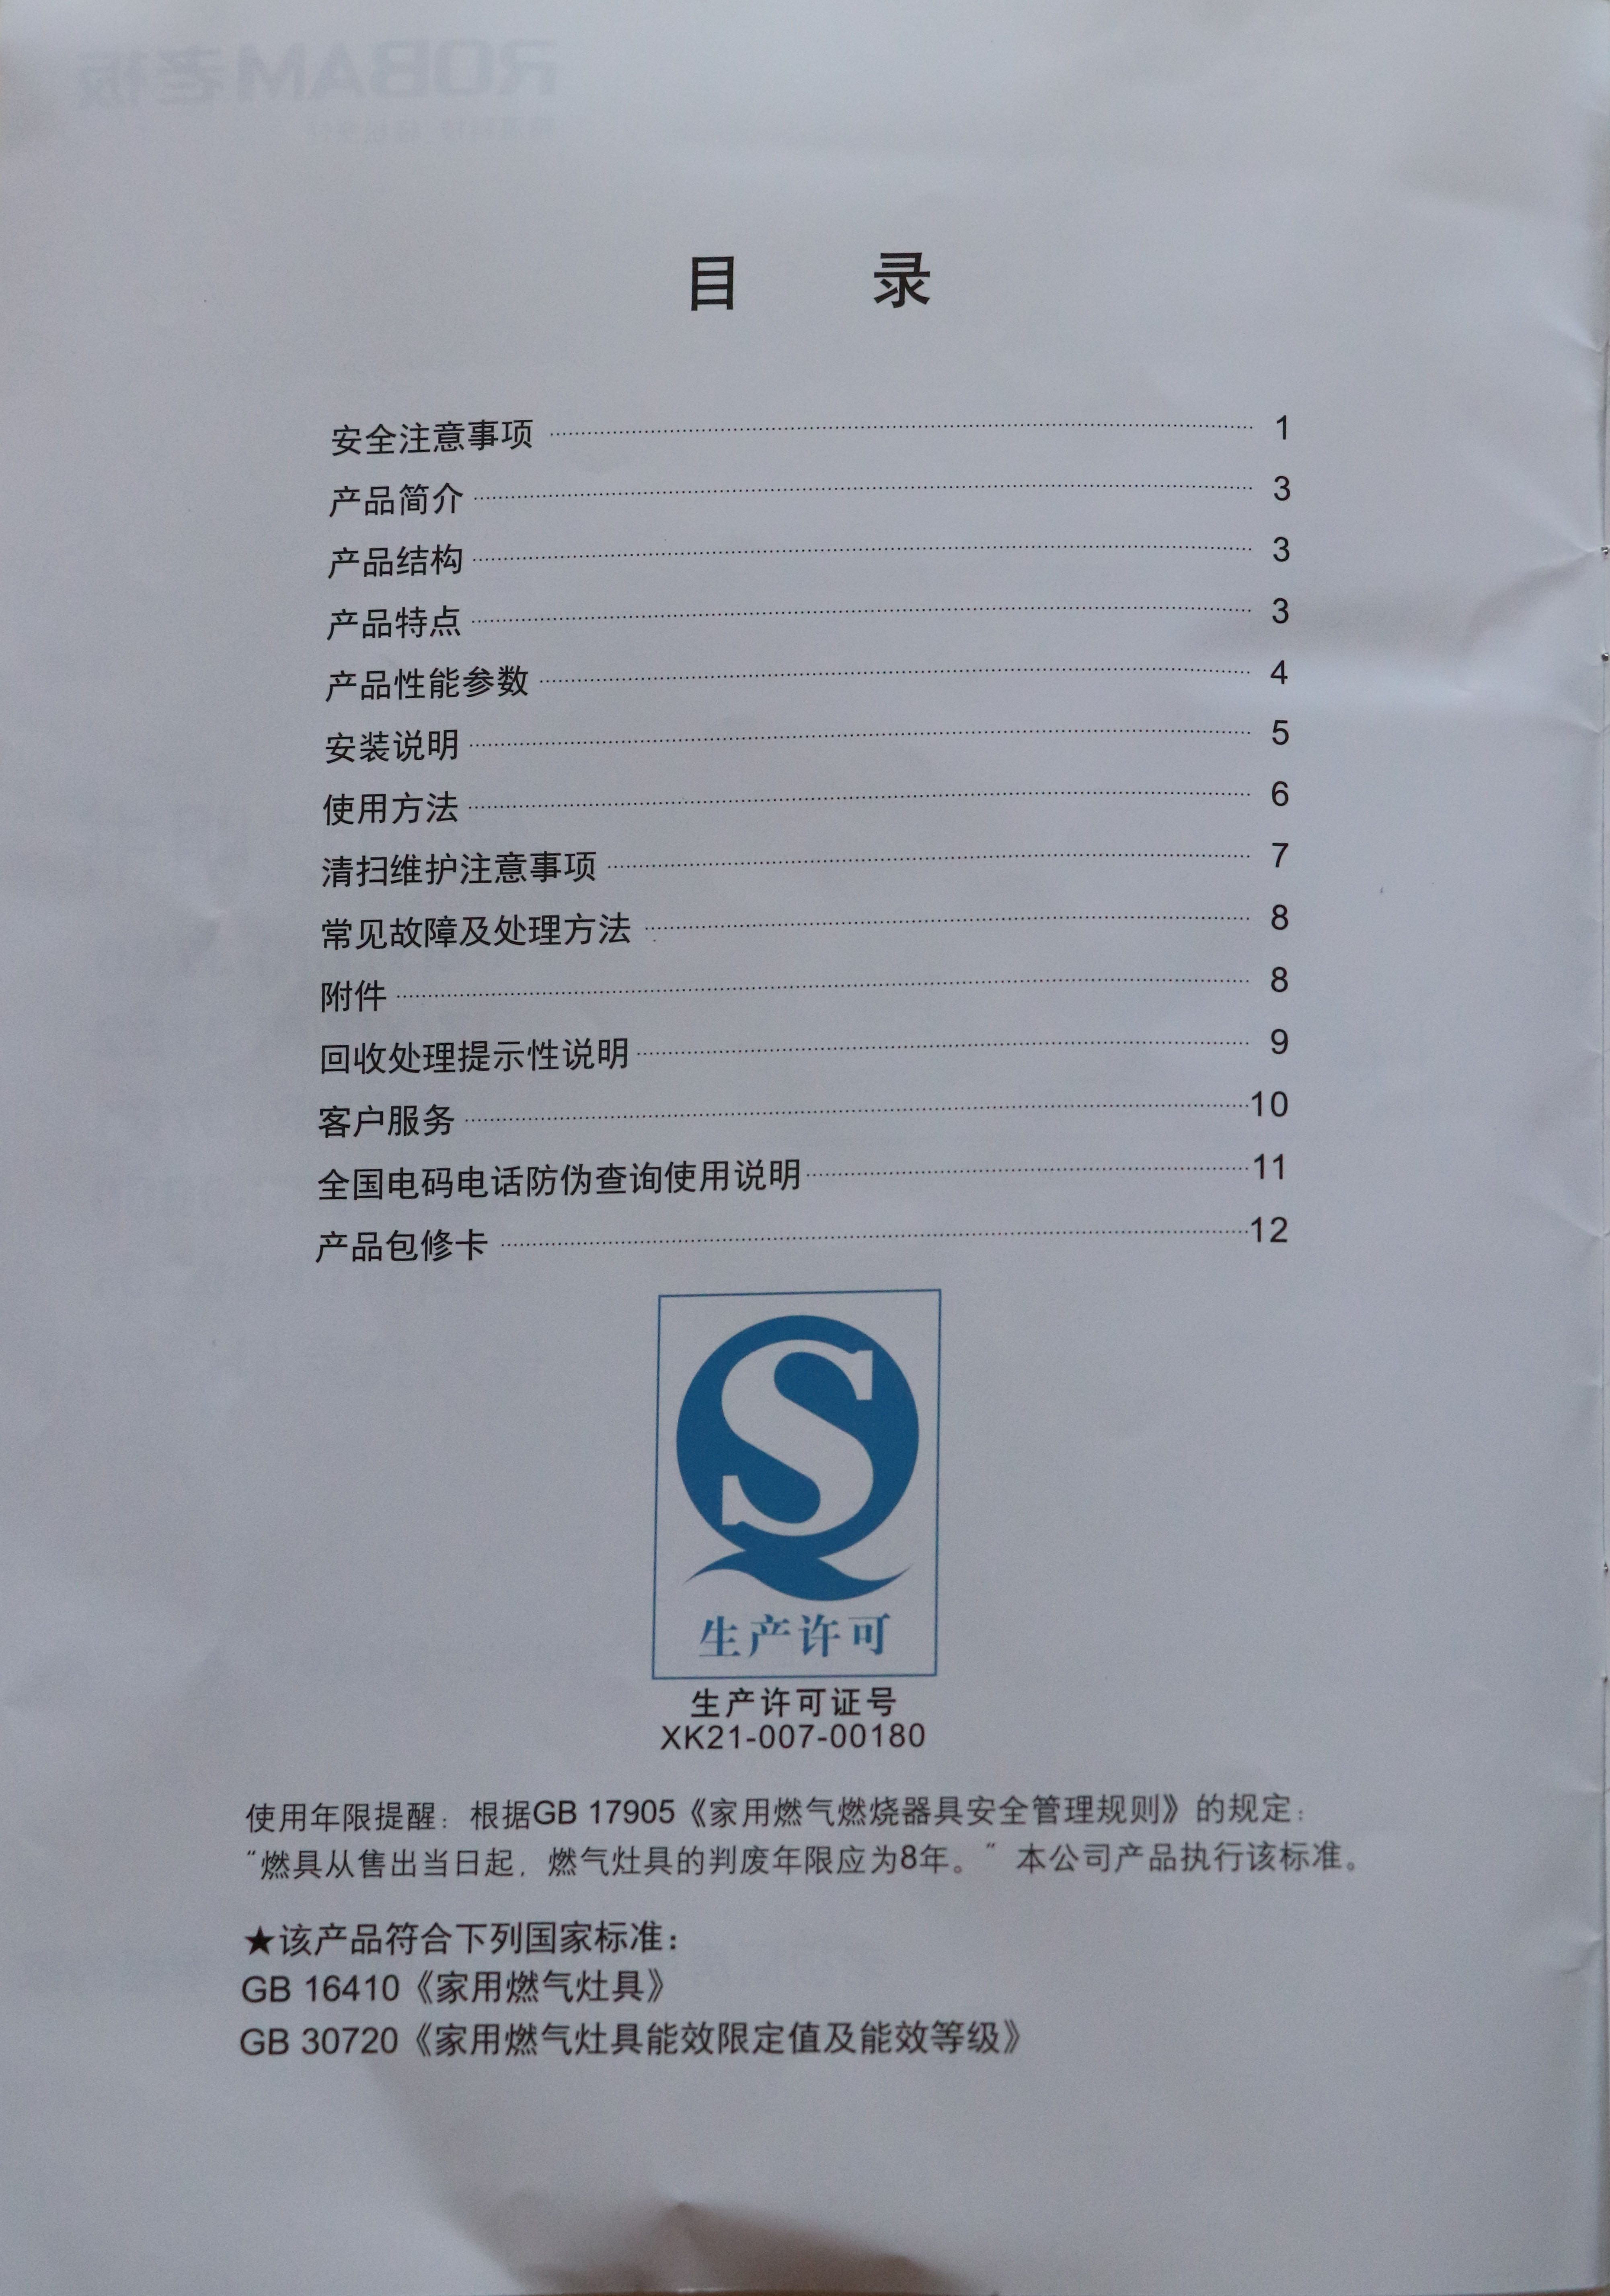 目 录
安全注意事项 1
产品简介 3
产品结构 3
产品特点 3
产品性能参数 4
安装说明 5
使用方法 6
清扫维护注意事项 7
常见故障及处理方法 8
附件 8
回收处理提示性说明 9
客户服务 10
全国电码电话防伪查询使用说明 11
产品包修卡 12
QS
生产许可
生产许可证号
XK21-007-00180
使用年限提醒：根据GB 17905《家用燃气燃烧器具安全管理规则》的规定：
“燃具从售出当日起，燃气灶具的判废年限应为8年。”本公司产品执行该标准。
★该产品符合下列国家标准：
GB 16410《家用燃气灶具》
GB 30720《家用燃气灶具能效限定值及能效等级》